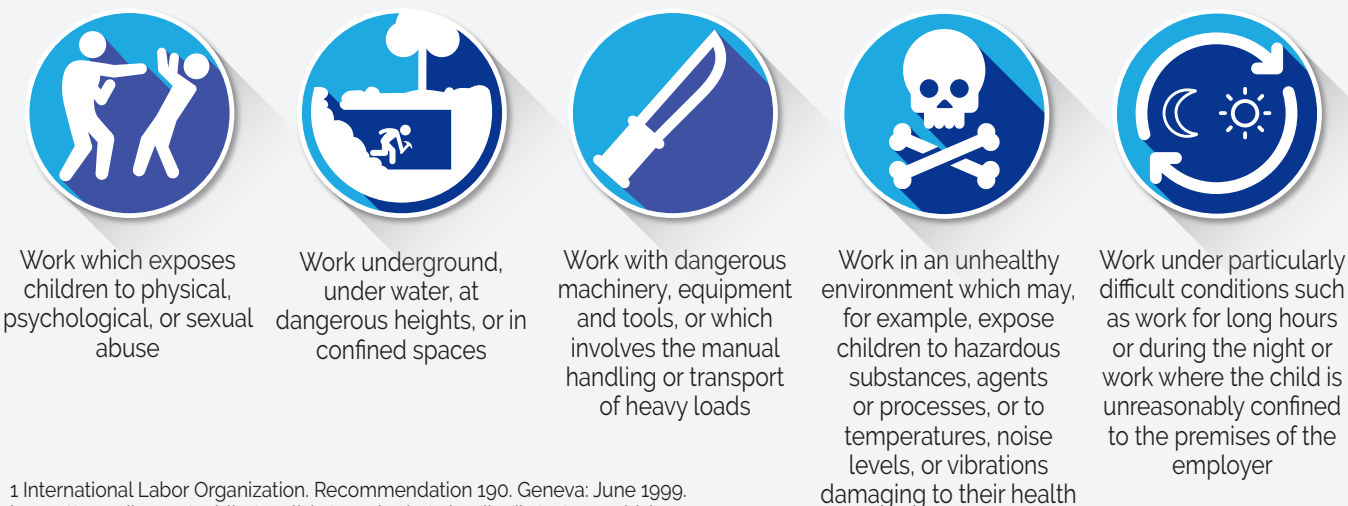 Work which exposes
children to physical,
psychological, or sexual
abuse
Work underground,
under water, at
dangerous heights, or in
confined spaces
Work with dangerous
machinery, equipment
and tools, or which
involves the manual
handling or transport
of heavy loads
Work in an unhealthy
environment which may,
for example, expose
children to hazardous
substances, agents
or processes, or to
temperatures, noise
levels, or vibrations
damaging to their health
Work under particularly
difficult conditions such
as work for long hours
or during the night or
work where the child is
unreasonably confined
to the premises of the
employer
1 International Labor Organization. Recommendation 190. Geneva: June 1999.